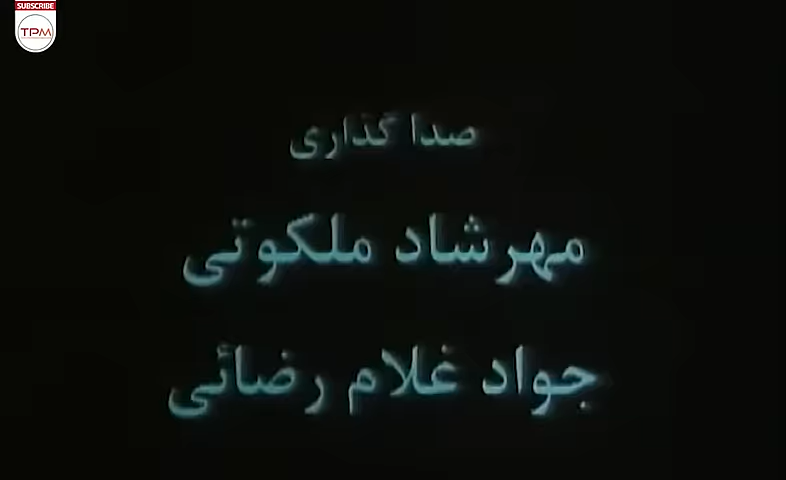 SUBSCRIBE
TPM
صدا گذاری
مهرشاد ملکوتی
جواد غلام رضائی